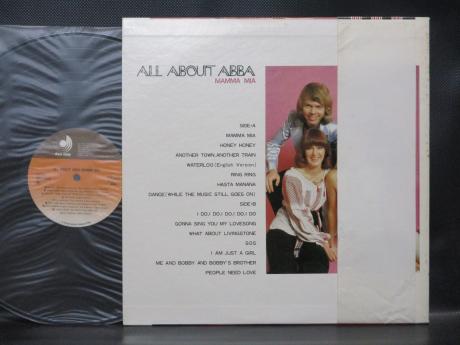 ALL ABOUT ABBA
MAMMA MIA
SIDE:A
MAMMA MIA
HONEY HONEY
ANOTHER TOWN,ANOTHER TRAIN
WATERLOO(English Version)
RING RING
HASTA MANANA
DANCE(WHILE THE MUSIC STILL GOES ON)
SIDE:B
I DO,I DO,I DO,I DO,I DO
GONNA SING YOU MY LOVESONG
WHAT ABOUT LIVINGSTONE
SOS
I AM JUST A GIRL
ME AND BOBBY AND BOBBY'S BROTHER
PEOPLE NEED LOVE